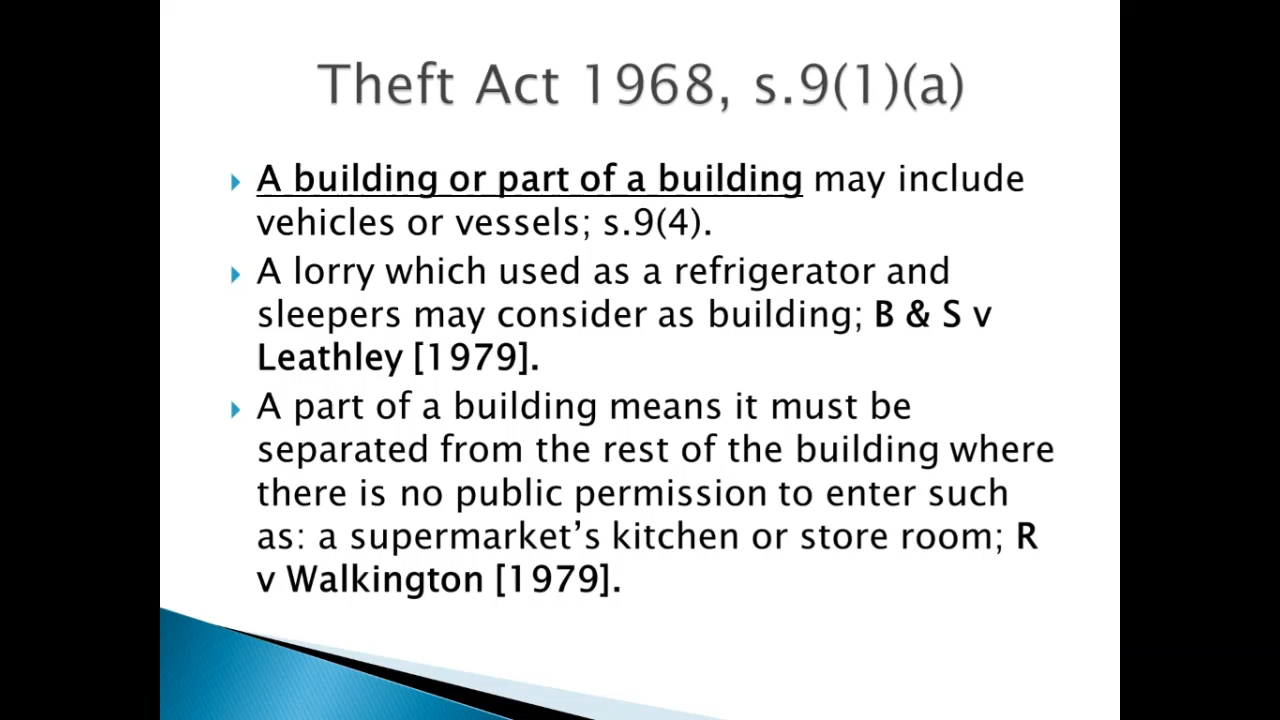 Theft Act 1968, s.9(1)(a)
A building or part of a building may include
vehicles or vessels; s.9(4).
A lorry which used as a refrigerator and
sleepers may consider as building; B & S v
Leathley [1979].
A part of a building means it must be
separated from the rest of the building where
there is no public permission to enter such
as: a supermarket’s kitchen or store room; R
v Walkington [1979].